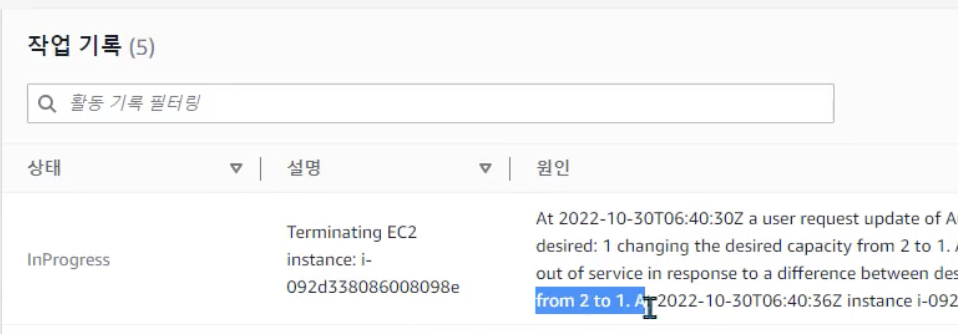 작업 기록 (5)
활동 기록 필터링
상태 설명 원인
InProgress
Terminating EC2
instance: i-
092d338086008098e
At 2022-10-30T06:40:30Z a user request update of
desired: 1 changing the desired capacity from 2 to 1.
out of service in response to a difference between
from 2 to 1. At 2022-10-30T06:40:36Z instance i-092